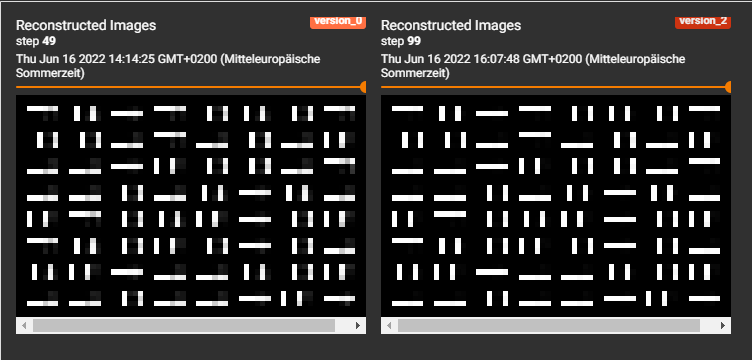 Reconstructed Images
version_0
step 49
Thu Jun 16 2022 14:14:25 GMT+0200 (Mitteleuropäische
Sommerzeit)
Reconstructed Images
version_2
step 99
Thu Jun 16 2022 16:07:48 GMT+0200 (Mitteleuropäische
Sommerzeit)